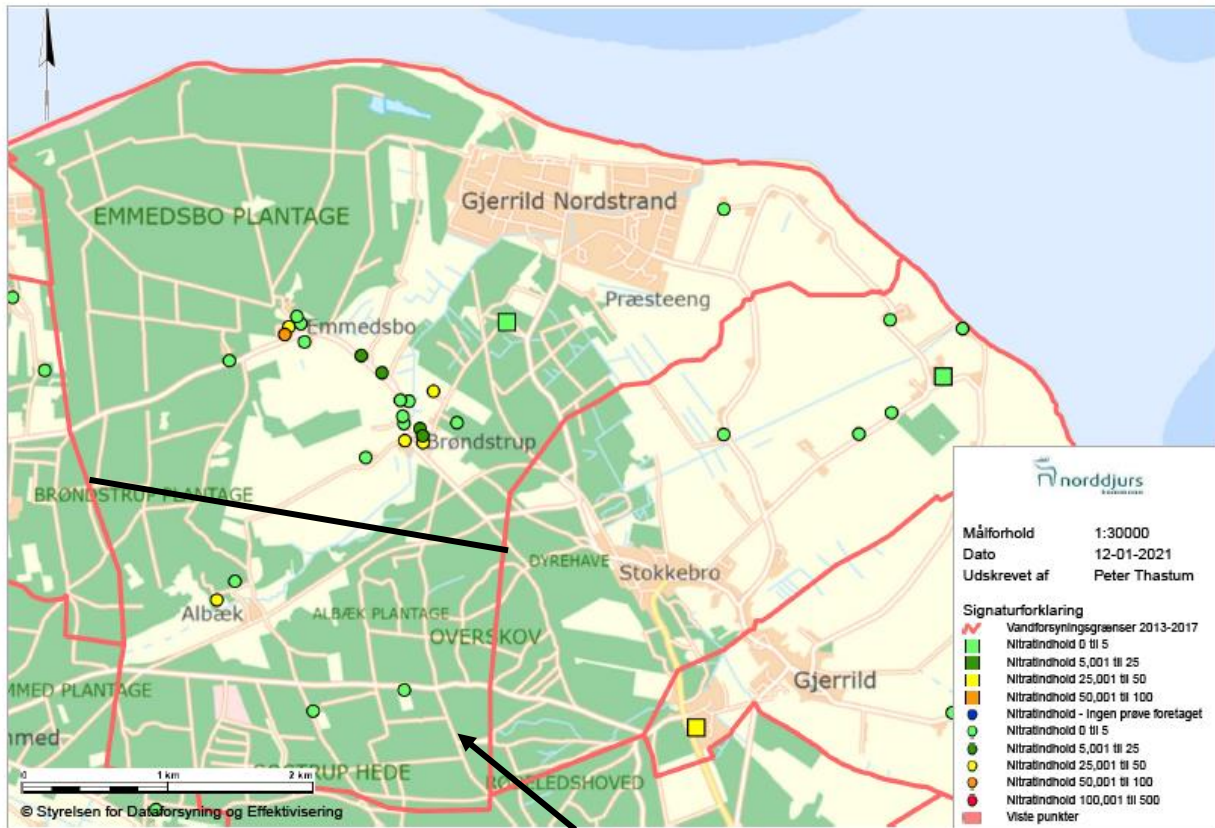 Gjerrild Nordstrand
EMMEDSBO PLANTAGE
Præsteeng
Emmedsbo
Brøndstrup
BRØNDSTRUP PLANTAGE
DYREHAVE
Stokkebro
Albæk
ALBÆK PLANTAGE
OVERSKOV
Gjerrild
MMED PLANTAGE
mmed
SOSTRUP HEDE
0 1 km 2 km
© Styrelsen for Dataforsyning og Effektivisering
norddjurs
kommune
Målforhold 1:30000
Dato 12-01-2021
Udskrevet af Peter Thastum
Signaturforklaring
Vandforsyningsgrænser 2013-2017
Nitratindhold 0 til 5
Nitratindhold 5,001 til 25
Nitratindhold 25,001 til 50
Nitratindhold 50,001 til 100
Nitratindhold - Ingen prøve foretaget
Nitratindhold 0 til 5
Nitratindhold 5,001 til 25
Nitratindhold 25,001 til 50
Nitratindhold 50,001 til 100
Nitratindhold 100,001 til 500
Viste punkter